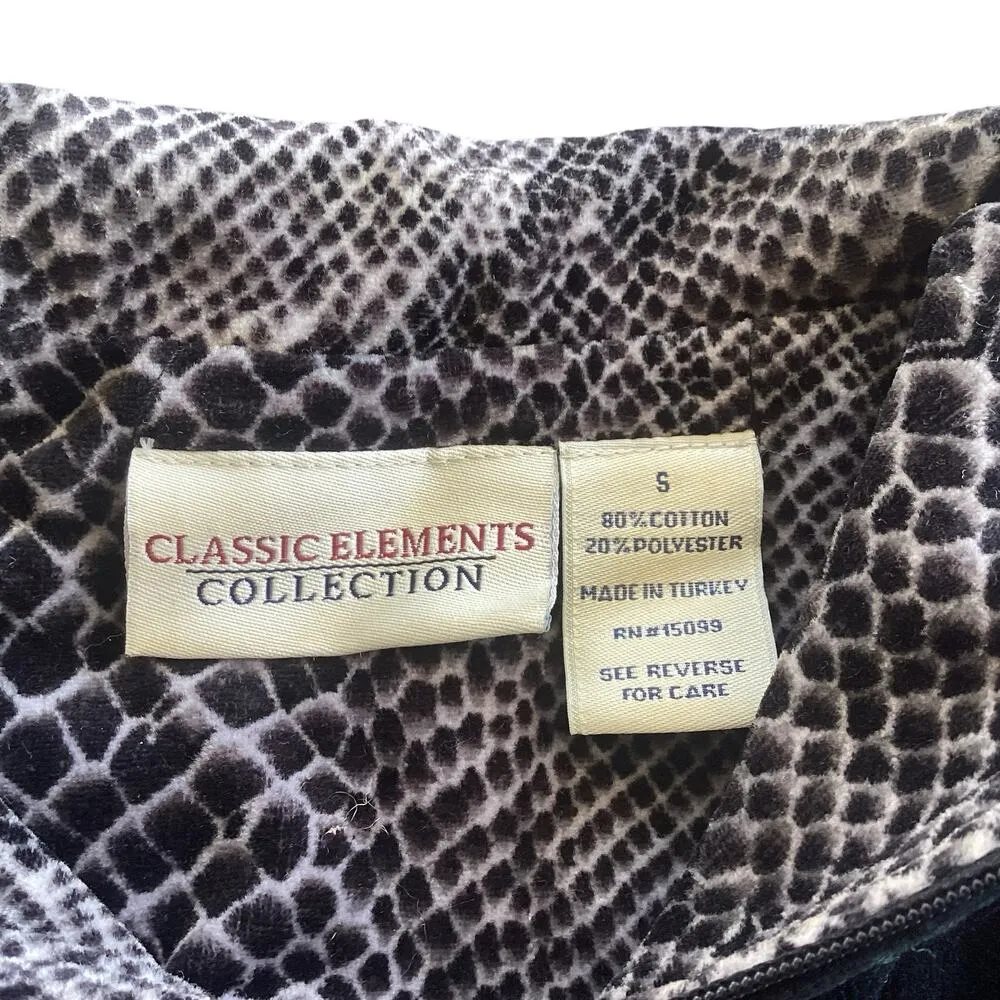 CLASSIC ELEMENTS
COLLECTION
S
80%COTTON
20%POLYESTER
MADE IN TURKEY
RN#15099
SEE REVERSE
FOR CARE